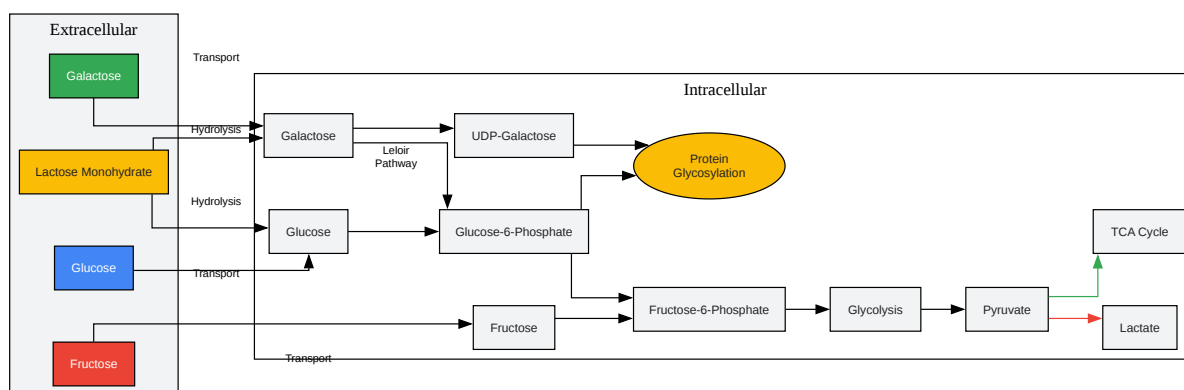 Extracellular
Galactose
Lactose Monohydrate
Glucose
Fructose
Transport
Hydrolysis
Hydrolysis
Transport
Transport
Intracellular
Galactose
UDP-Galactose
Leloir
Pathway
Protein
Glycosylation
Glucose
Glucose-6-Phosphate
TCA Cycle
Fructose
Fructose-6-Phosphate
Glycolysis
Pyruvate
Lactate